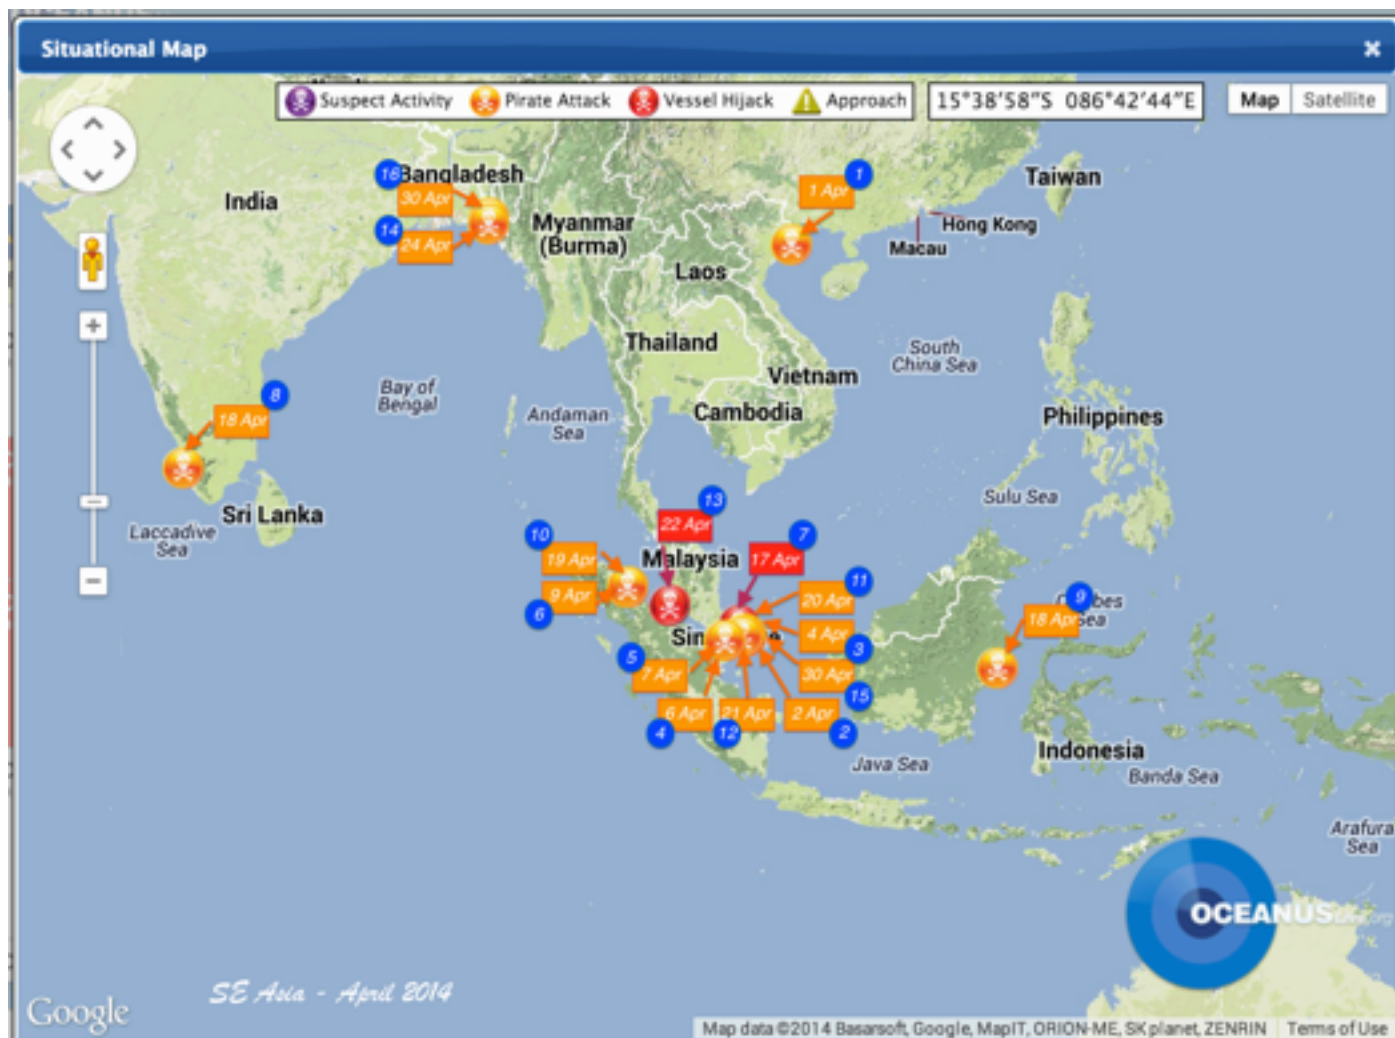 Situational Map
Suspect Activity Pirate Attack Vessel Hijack Approach
15°38'58"S 086°42'44"E
Map Satellite
16
Bangladesh
30 Apr
14
24 Apr
India
Myanmar
(Burma)
1
1 Apr
Taiwan
Hong Kong
Macau
Laos
Thailand
Vietnam
Cambodia
South
China Sea
Philippines
Bay of
Bengal
Andaman
Sea
8
18 Apr
Sri Lanka
Laccadive
Sea
Sulu Sea
13
22 Apr
10
19 Apr
Malaysia
7
17 Apr
9 Apr
6
11
20 Apr
4 Apr
3
9
18 Apr
Sea
Sin
5
7 Apr
30 Apr
15
6 Apr
4
21 Apr
12
2 Apr
2
Java Sea
Indonesia
Banda Sea
Arafura
Sea
OCEANUS
SE Asia - April 2014
Google
Map data ©2014 Basarsoft, Google, MapIT, ORION-ME, SK planet, ZENRIN Terms of Use